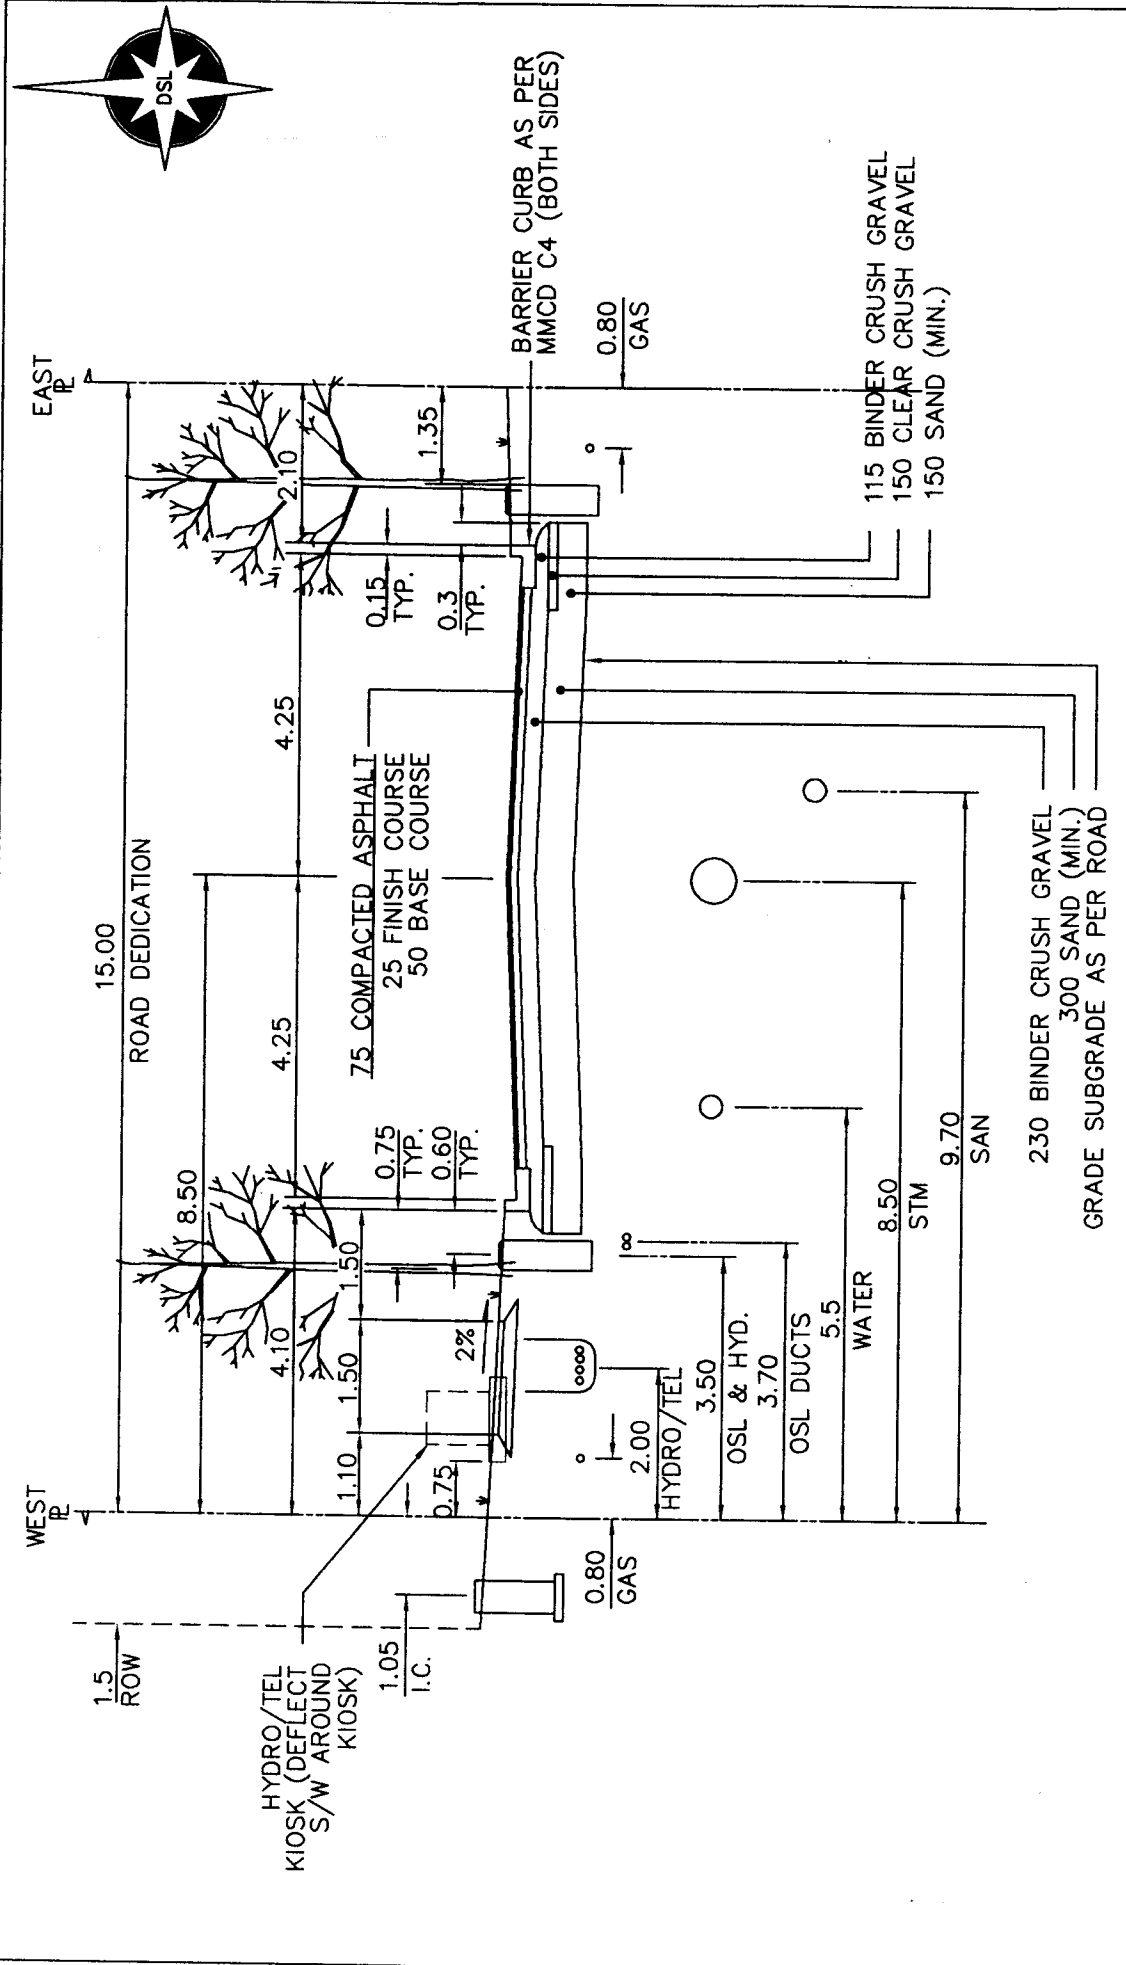 DSL
WEST
PL
EAST
PL
15.00
ROAD DEDICATION
1.5
ROW
8.50
4.10
4.25
4.25
2.10
HYDRO/TEL
KIOSK (DEFLECT
S/W AROUND
KIOSK)
1.10
1.50
1.50
75 COMPACTED ASPHALT
25 FINISH COURSE
50 BASE COURSE
0.75
TYP.
0.60
TYP.
0.15
TYP.
0.3
TYP.
1.35
1.05
I.C.
0.75
2%
BARRIER CURB AS PER
MMCD C4 (BOTH SIDES)
0.80
GAS
0.80
GAS
2.00
HYDRO/TEL
3.50
OSL & HYD.
3.70
OSL DUCTS
5.5
WATER
8.50
STM
9.70
SAN
115 BINDER CRUSH GRAVEL
150 CLEAR CRUSH GRAVEL
150 SAND (MIN.)
230 BINDER CRUSH GRAVEL
300 SAND (MIN.)
GRADE SUBGRADE AS PER ROAD